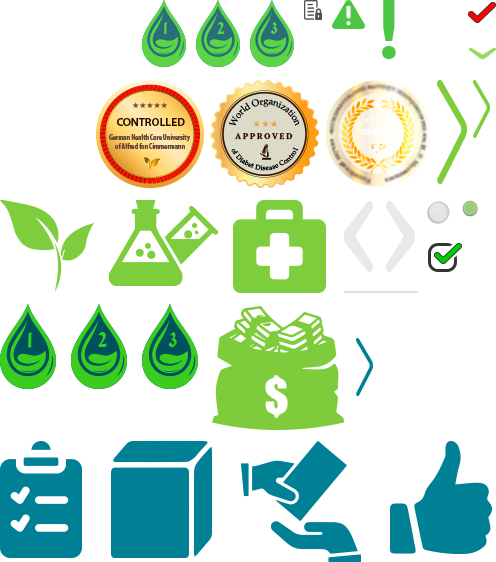 1 2 3
CONTROLLED
German Health Care University
of Alfred fon Cimmermann
World Organization
APPROVED
of Diabet Disease Control
1 2 3
$